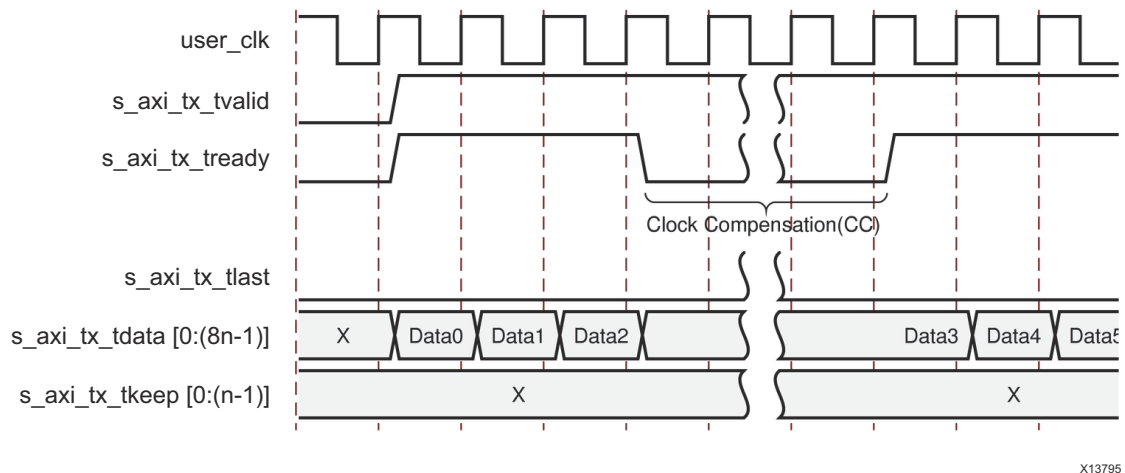 user_clk
s_axi_tx_tvalid
s_axi_tx_tready
Clock Compensation(CC)
s_axi_tx_tlast
s_axi_tx_tdata [0:(8n-1)] X Data0 Data1 Data2 Data3 Data4 Data5
s_axi_tx_tkeep [0:(n-1)] X X
X13795